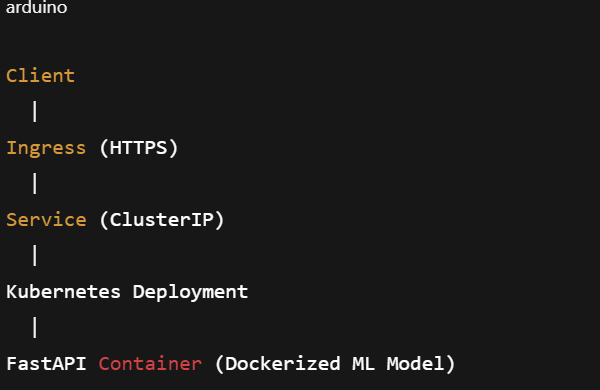 arduino
Client
|
Ingress (HTTPS)
|
Service (ClusterIP)
|
Kubernetes Deployment
|
FastAPI Container (Dockerized ML Model)